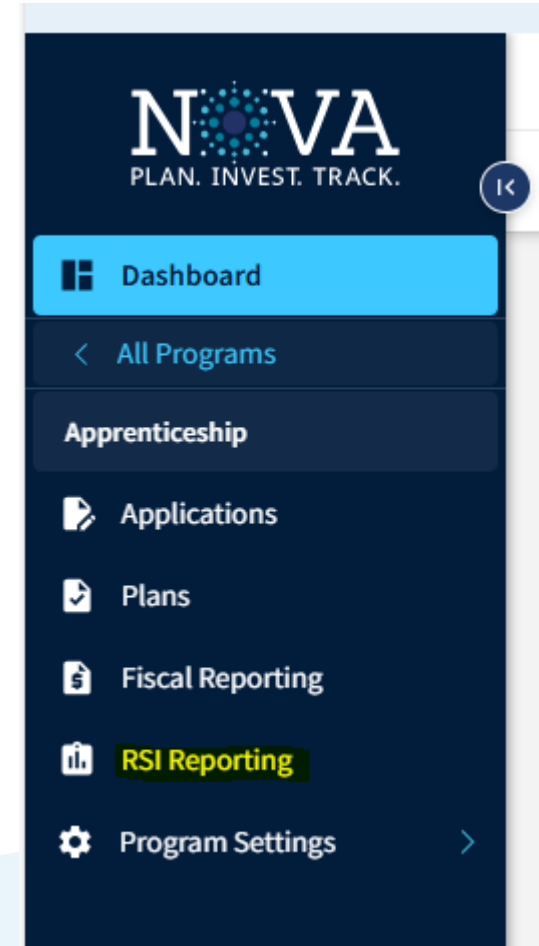 NOVA
PLAN. INVEST. TRACK.
Dashboard
All Programs
Apprenticeship
Applications
Plans
Fiscal Reporting
RSI Reporting
Program Settings